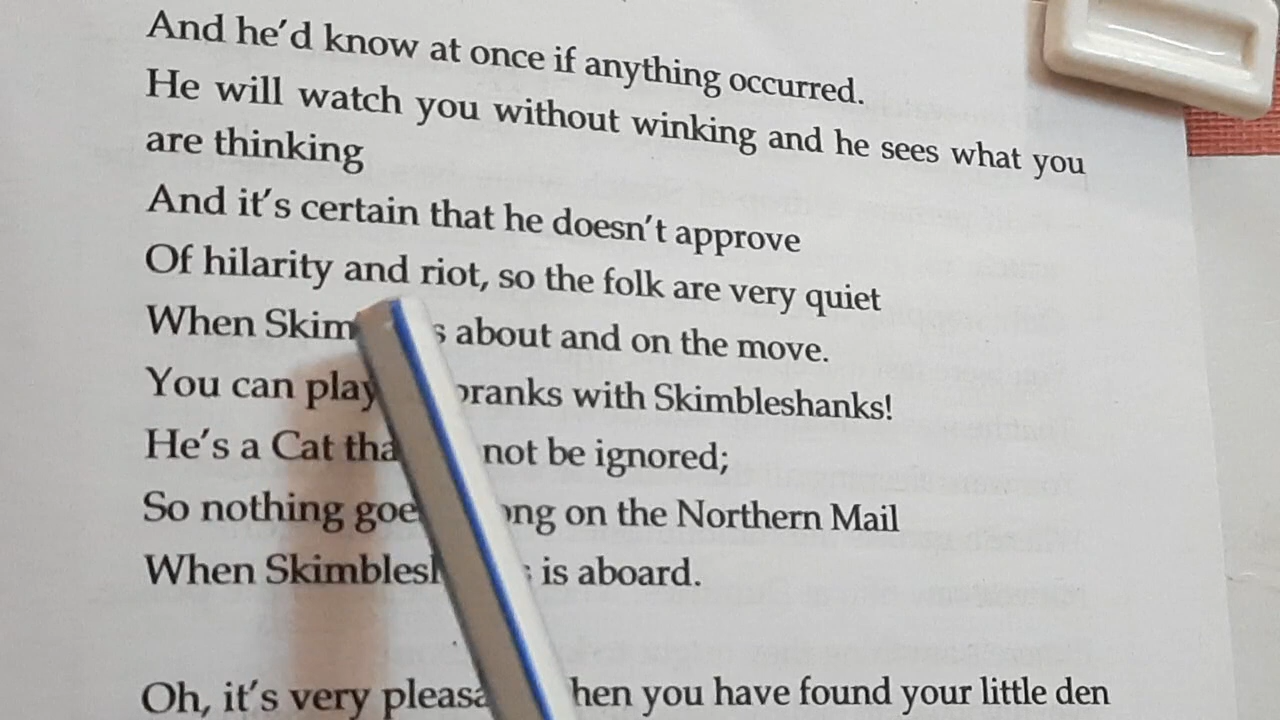 And he'd know at once if anything occurred.
He will watch you without winking and he sees what you
are thinking
And it's certain that he doesn't approve
Of hilarity and riot, so the folk are very quiet
When about and on the move.
You can play with Skimbleshanks!
He's a Cat not be ignored;
So nothing on the Northern Mail
When is aboard.
Oh, it's very you have found your little den